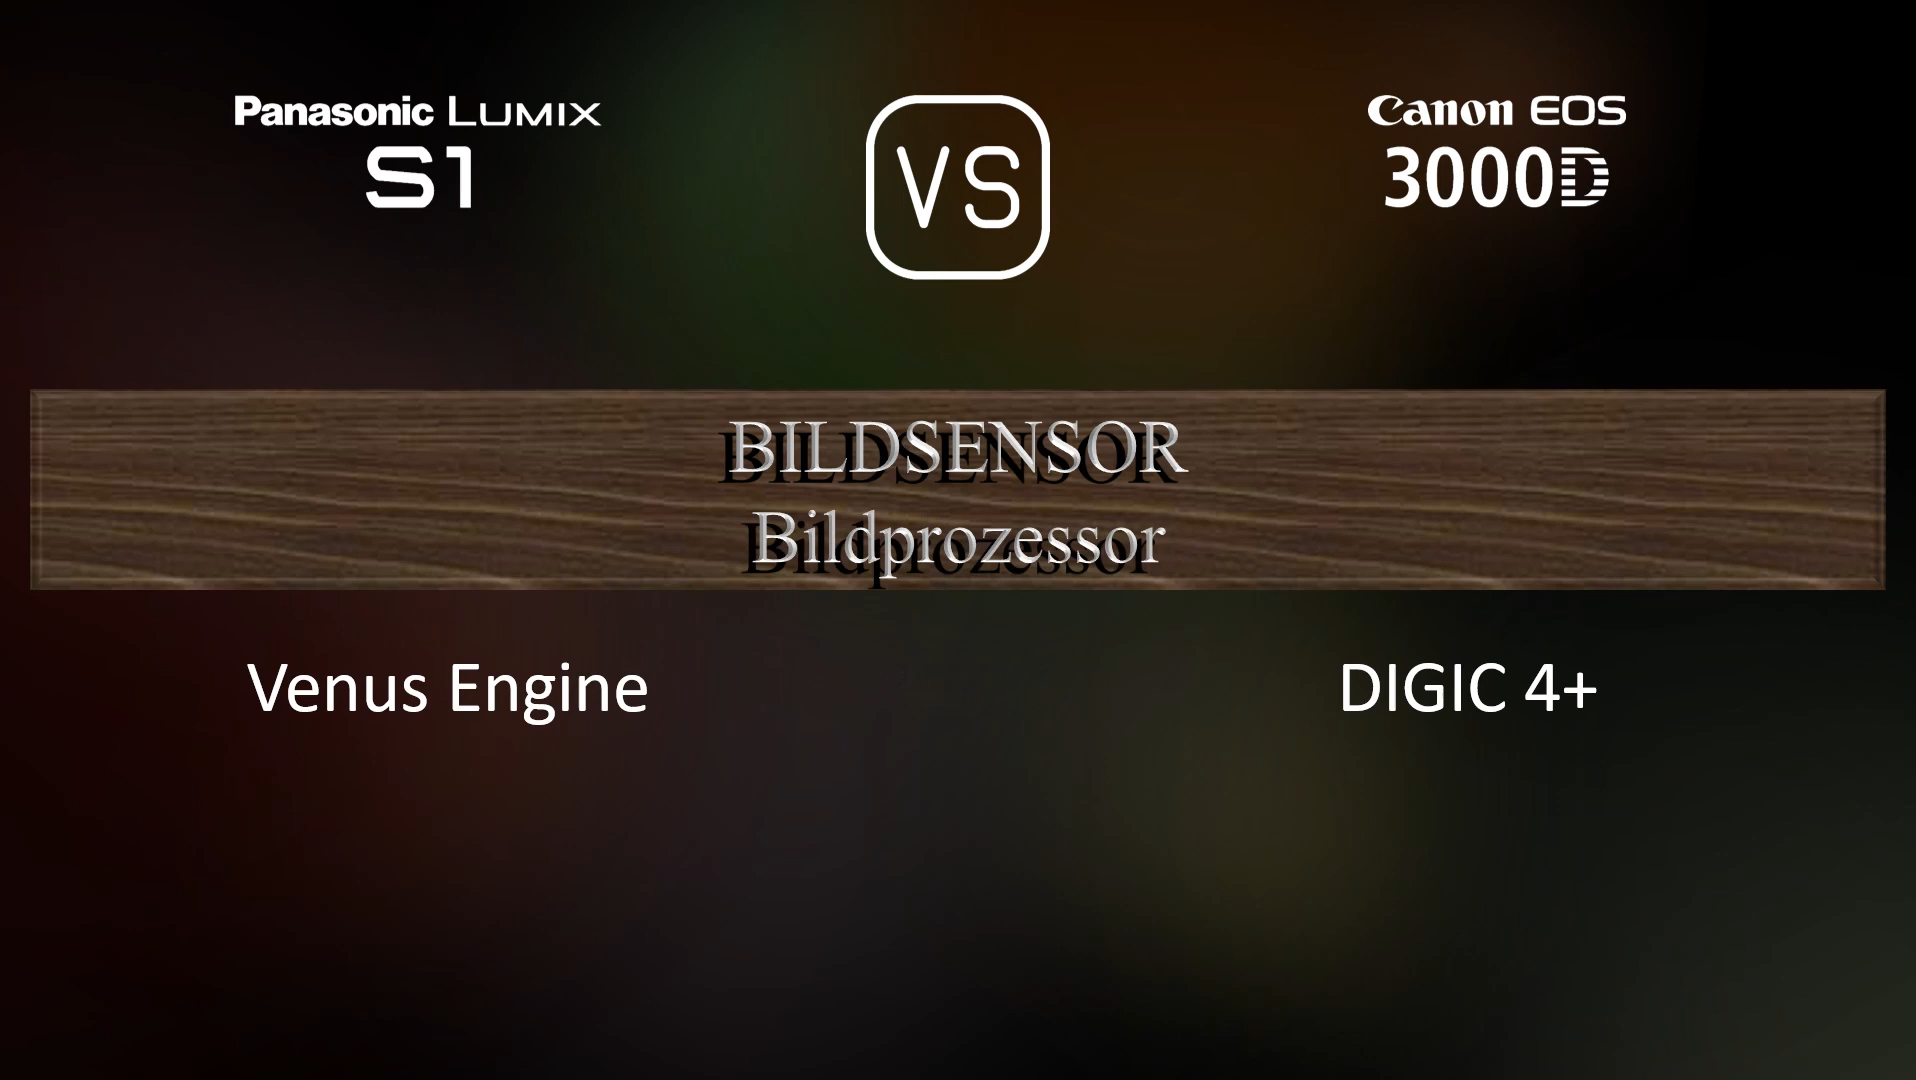 Panasonic LUMIX
S1
VS
Canon EOS
3000D
BILDSENSOR
Bildprozessor
Venus Engine
DIGIC 4+